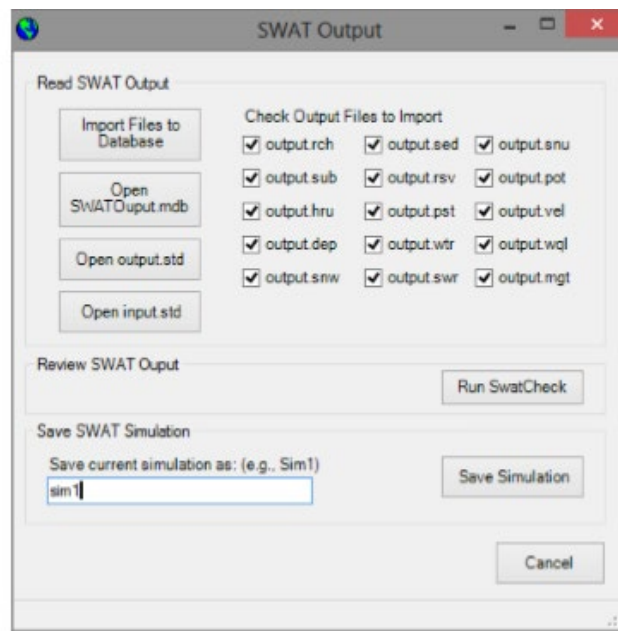 SWAT Output
Read SWAT Output
Import Files to
Database
Open
SWATOuput.mdb
Open output.std
Open input.std
Check Output Files to Import
output.rch output.sed output.snu
output.sub output.rsv output.pot
output.hru output.pst output.vel
output.dep output.wtr output.wql
output.snw output.swr output.mgt
Review SWAT Ouput
Run SwatCheck
Save SWAT Simulation
Save current simulation as: (e.g., Sim1)
sim1
Save Simulation
Cancel